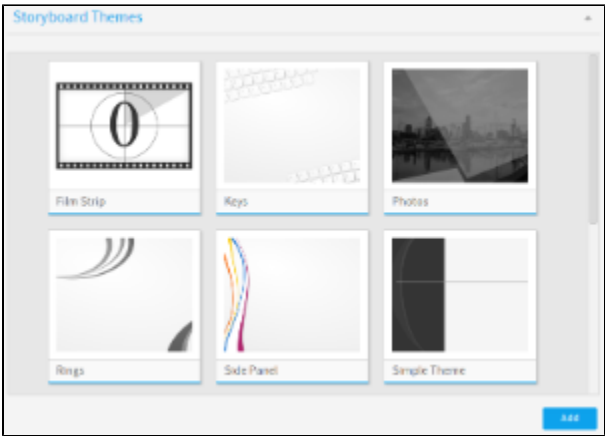 Storyboard Themes
0
Film Strip
Keys
Photos
Rings
Side Panel
Simple Theme
Add